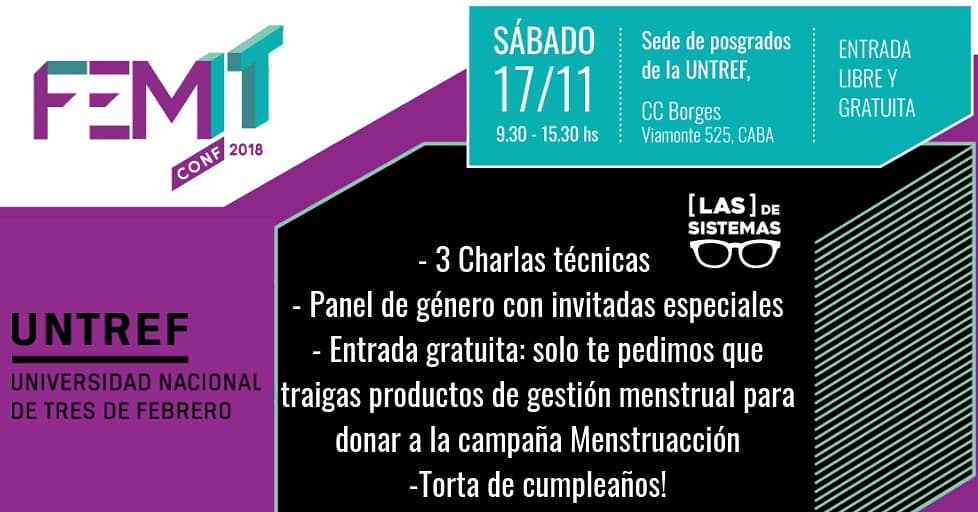 FEMIT
CONF 2018
SÁBADO
17/11
9.30 - 15.30 hs
Sede de posgrados
de la UNTREF,
CC Borges
Viamonte 525, CABA
ENTRADA
LIBRE Y
GRATUITA
[LAS] DE
SISTEMAS
- 3 Charlas técnicas
- Panel de género con invitadas especiales
- Entrada gratuita: solo te pedimos que
traigas productos de gestión menstrual para
donar a la campaña Menstruacción
-Torta de cumpleaños!
UNTREF
UNIVERSIDAD NACIONAL
DE TRES DE FEBRERO